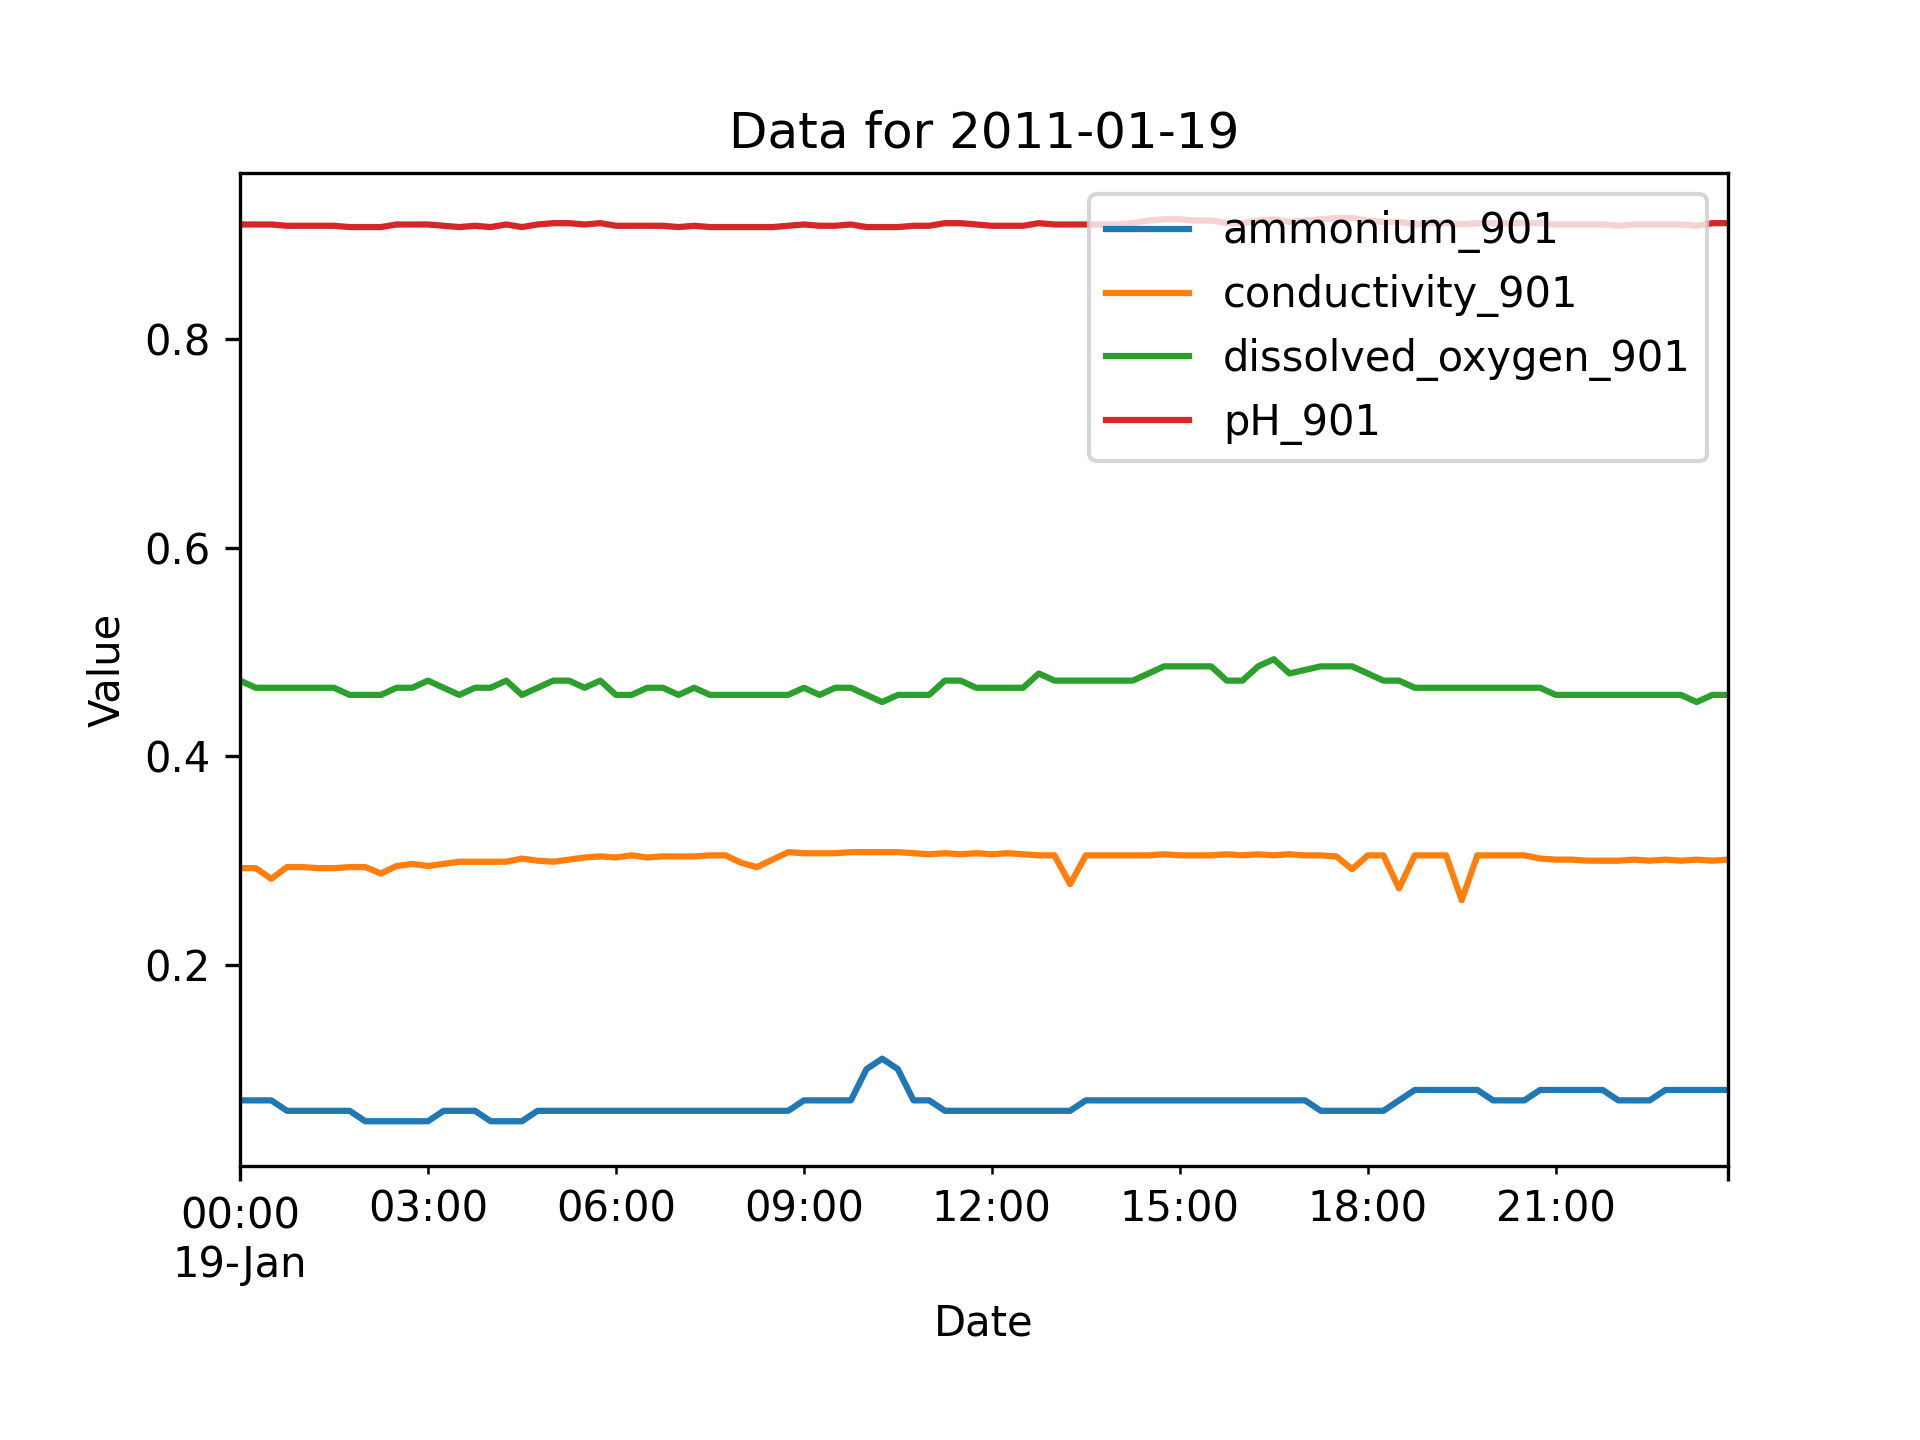 Data for 2011-01-19
ammonium_901
conductivity_901
dissolved_oxygen_901
pH_901
0.8
0.6
0.4
0.2
Value
00:00 03:00 06:00 09:00 12:00 15:00 18:00 21:00
19-Jan
Date